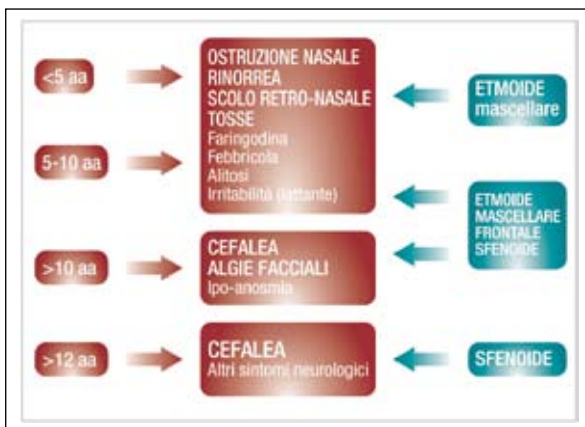 <5 aa
5-10 aa
>10 aa
>12 aa
OSTRUZIONE NASALE
RINORREA
SCOLO RETRO-NASALE
TOSSE
Faringodina
Febbricola
Alitosi
Irritabilità (lattante)
CEFALEA
ALGIE FACCIALI
Ipo-anosmia
CEFALEA
Altri sintomi neurologici
ETMOIDE
mascellare
ETMOIDE
MASCELLARE
FRONTALE
SFENOIDE
SFENOIDE